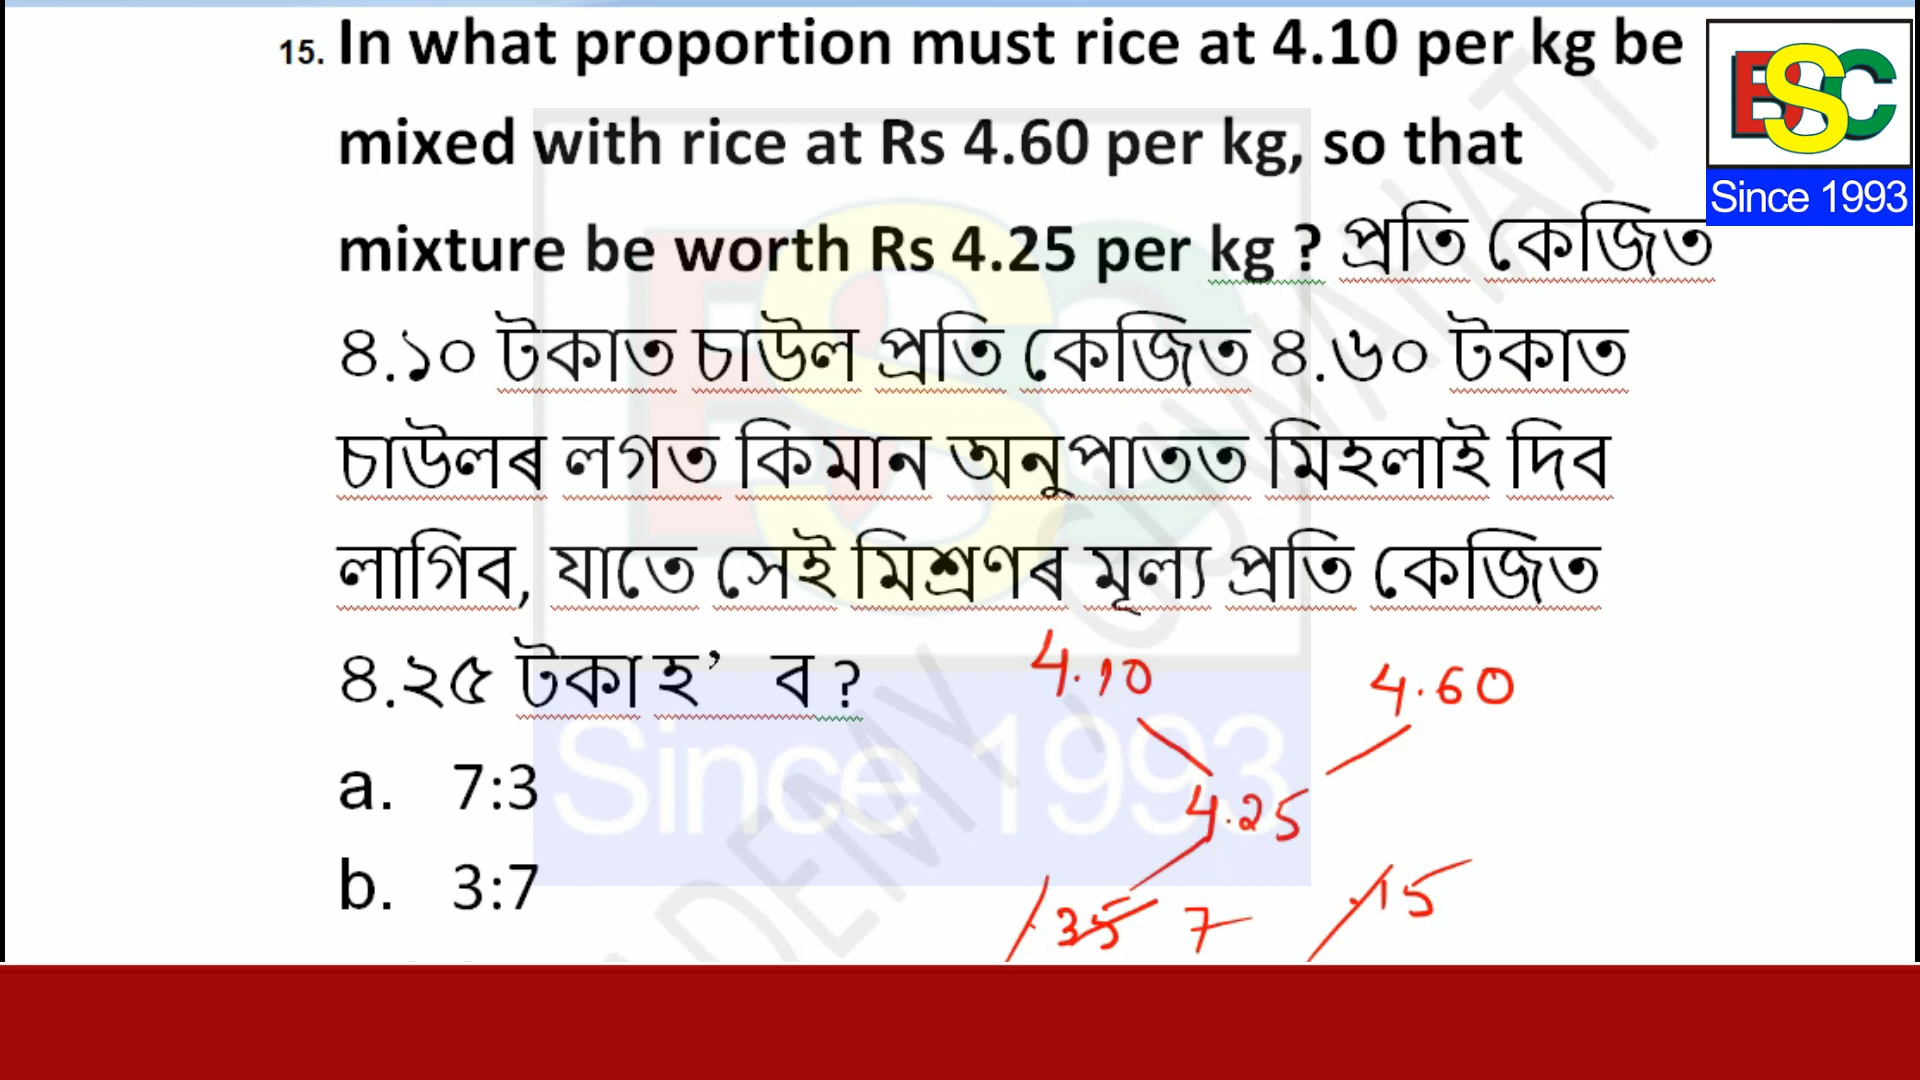 15. In what proportion must rice at 4.10 per kg be
mixed with rice at Rs 4.60 per kg, so that
mixture be worth Rs 4.25 per kg ? প্ৰতি কেজিত
৪.১০ টকাত চাউল প্ৰতি কেজিত ৪.৬০ টকাত
চাউলৰ লগত কিমান অনুপাতত মিহলাই দিব
লাগিব, যাতে সেই মিশ্ৰণৰ মূল্য প্ৰতি কেজিত
৪.২৫ টকা হ’ ব ?
a. 7:3
b. 3:7
4.10
4.60
4.25
35 7
.15
BSC
Since 1993
Since 1993